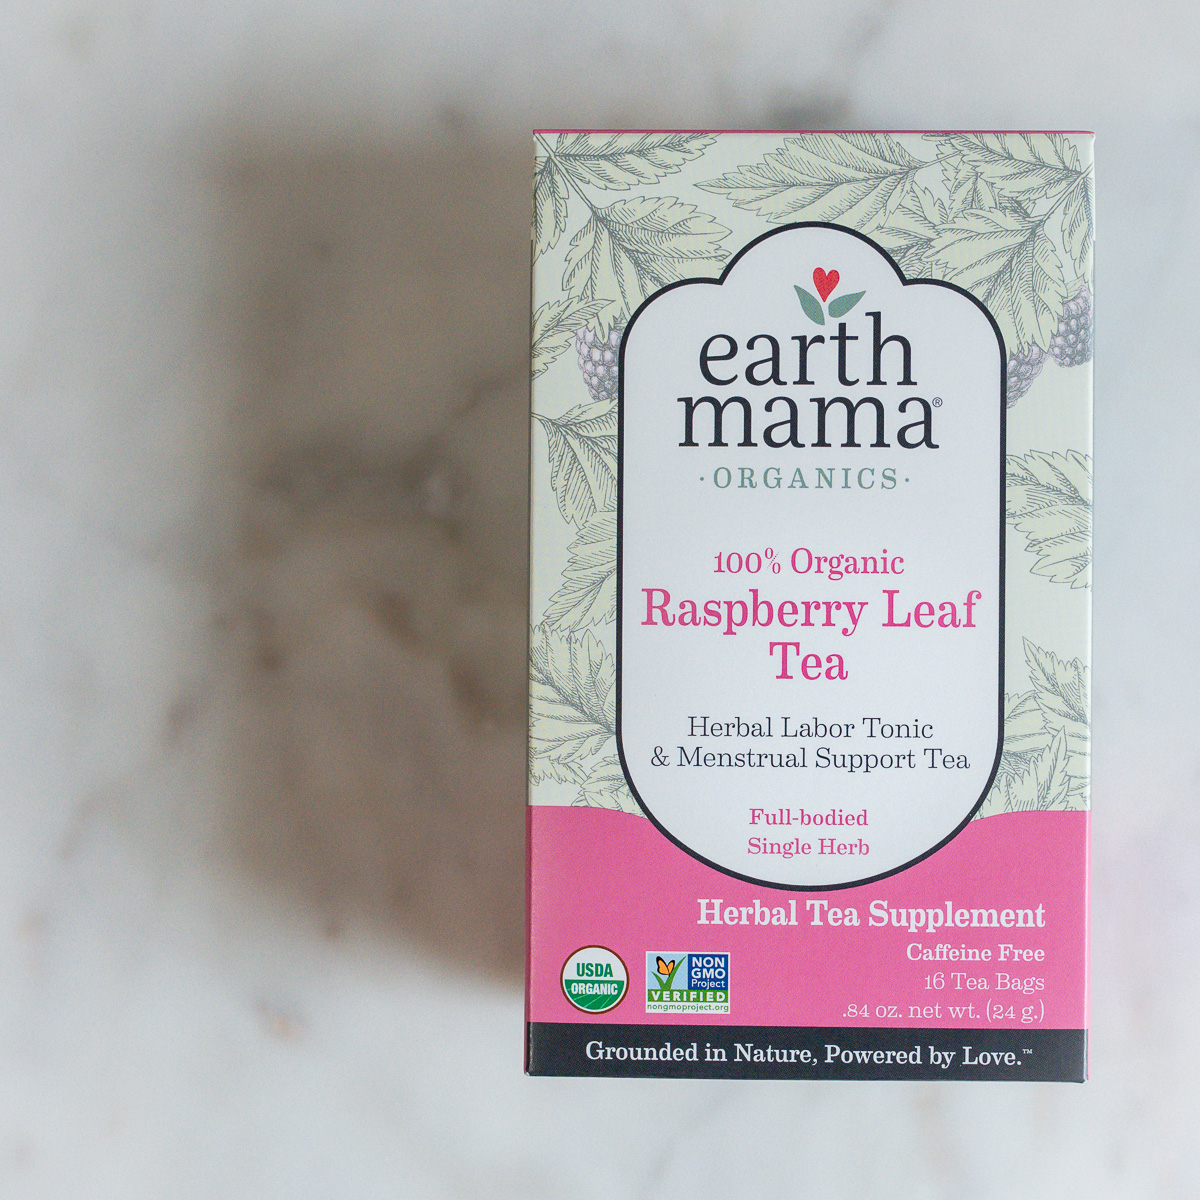 earth
mama®
·ORGANICS·
100% Organic
Raspberry Leaf
Tea
Herbal Labor Tonic
& Menstrual Support Tea
Full-bodied
Single Herb
Herbal Tea Supplement
Caffeine Free
16 Tea Bags
.84 oz. net wt. (24 g.)
USDA
ORGANIC
NON
GMO
Project
VERIFIED
nongmoproject.org
Grounded in Nature, Powered by Love.™